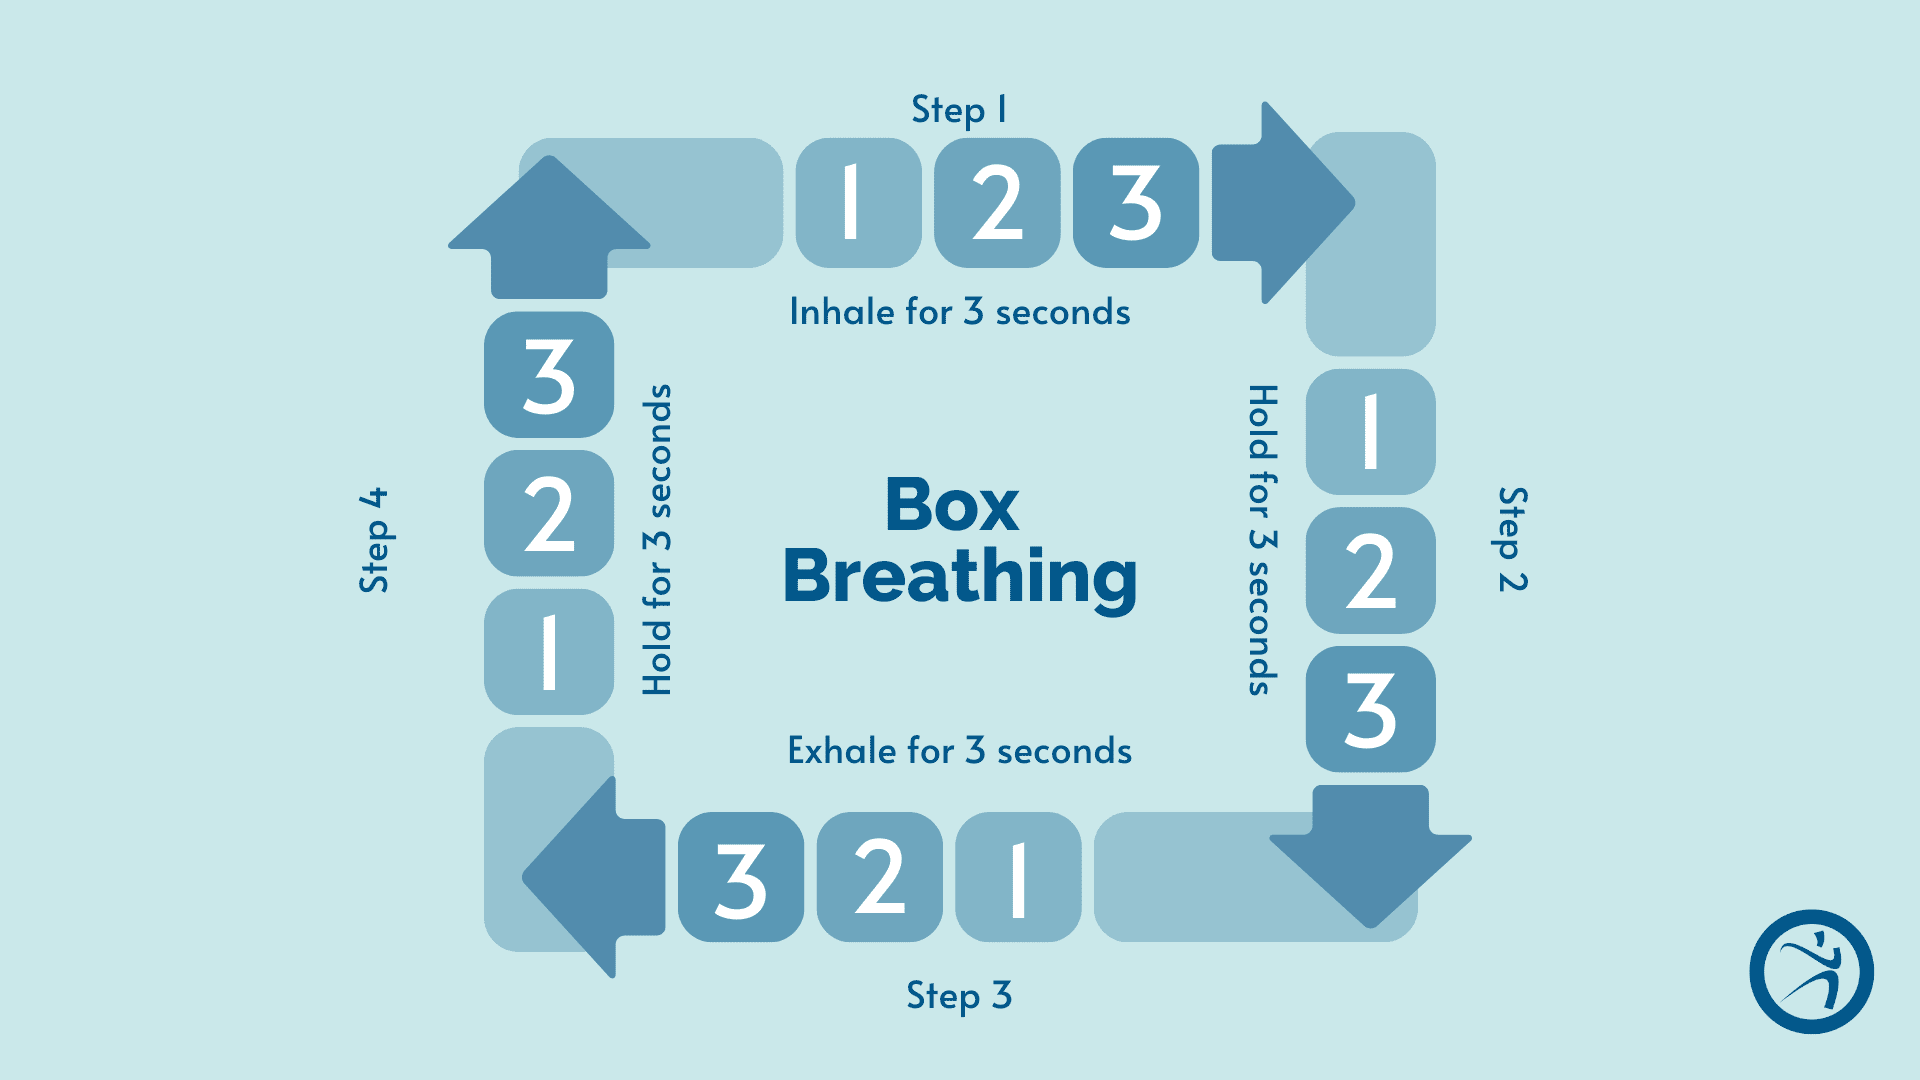 Step 1
1 2 3
Inhale for 3 seconds
Step 2
1
2
3
Hold for 3 seconds
Box
Breathing
Exhale for 3 seconds
3 2 1
Step 3
Step 4
3
2
1
Hold for 3 seconds